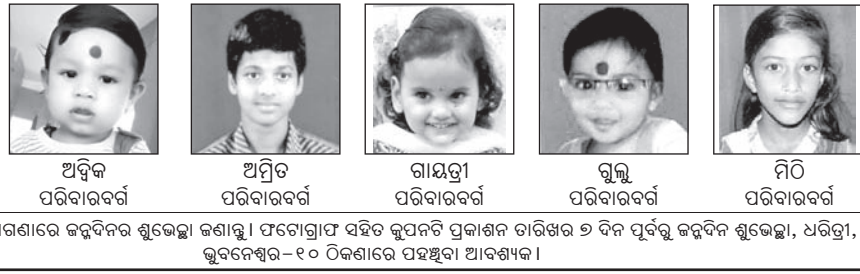 ଅଦ୍ୱିକ ଅମ୍ରିତ ଗାୟତ୍ରୀ ଗୁଲୁ ମିଠି
ପରିବାରବର୍ଗ ପରିବାରବର୍ଗ ପରିବାରବର୍ଗ ପରିବାରବର୍ଗ ପରିବାରବର୍ଗ
ଜନ୍ମଦିନର ଶୁଭେଚ୍ଛା ଜଣାନ୍ତୁ। ଫଟୋଗ୍ରାଫ ସହିତ କୁପନଟି ପ୍ରକାଶନ ତାରିଖର ୭ ଦିନ ପୂର୍ବରୁ ଜନ୍ମଦିନ ଶୁଭେଚ୍ଛା, ଧରିତ୍ରୀ,
ଭୁବନେଶ୍ୱର-୧୦ ଠିକଣାରେ ପହଞ୍ଚିବା ଆବଶ୍ୟକ।